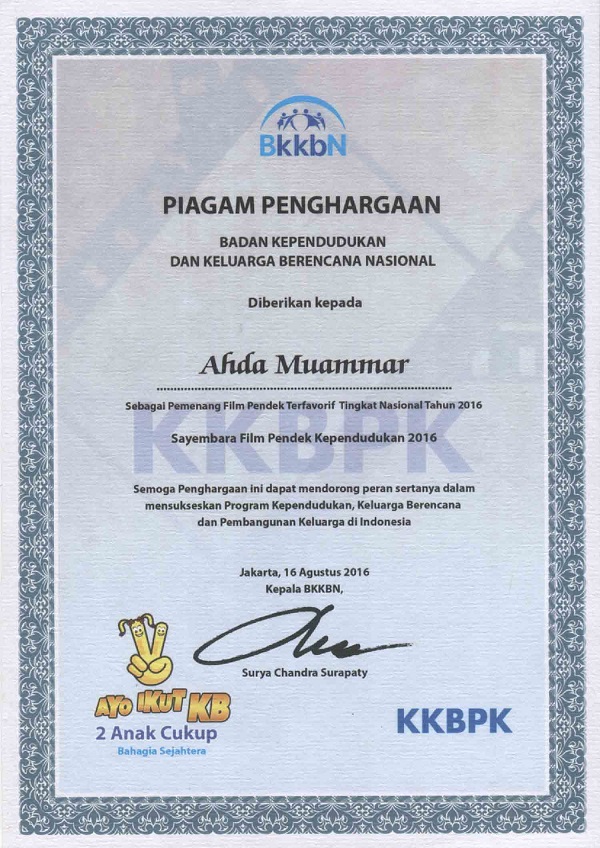 BkkbN
PIAGAM PENGHARGAAN
BADAN KEPENDUDUKAN
DAN KELUARGA BERENCANA NASIONAL
Diberikan kepada
Ahda Muammar
Sebagai Pemenang Film Pendek Terfavorif Tingkat Nasional Tahun 2016
Sayembara Film Pendek Kependudukan 2016
KKBPK
Semoga Penghargaan ini dapat mendorong peran sertanya dalam
mensukseskan Program Kependudukan, Keluarga Berencana
dan Pembangunan Keluarga di Indonesia
Jakarta, 16 Agustus 2016
Kepala BKKBN,
Surya Chandra Surapaty
AYO IKUT KB
2 Anak Cukup
Bahagia Sejahtera
KKBPK